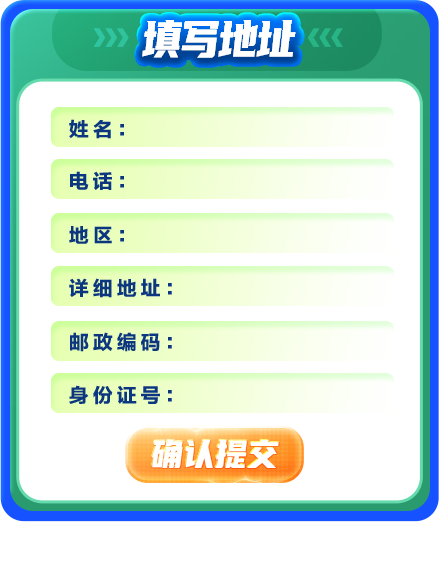 填写地址
姓名：
电话：
地区：
详细地址：
邮政编码：
身份证号：
确认提交